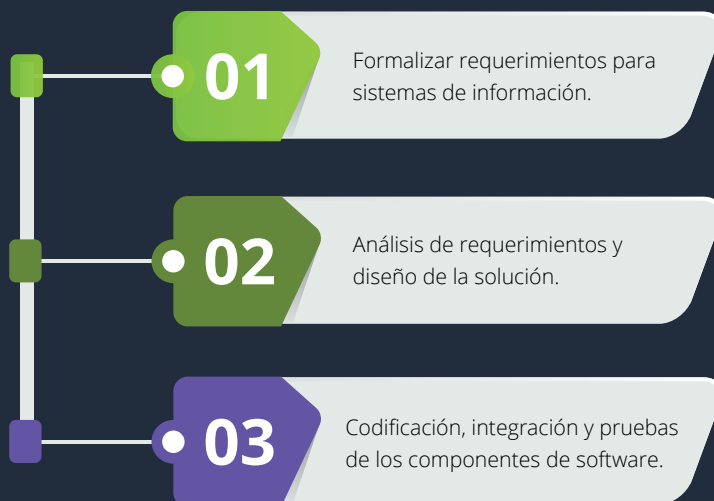 01
Formalizar requerimientos para
sistemas de información.
02
Análisis de requerimientos y
diseño de la solución.
03
Codificación, integración y pruebas
de los componentes de software.